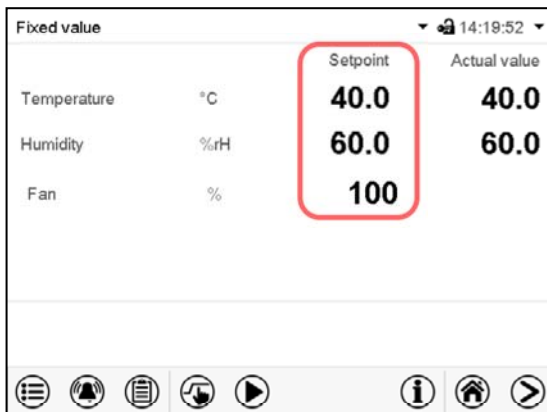 Fixed value 14:19:52
Setpoint Actual value
Temperature °C 40.0 40.0
Humidity %rH 60.0 60.0
Fan % 100